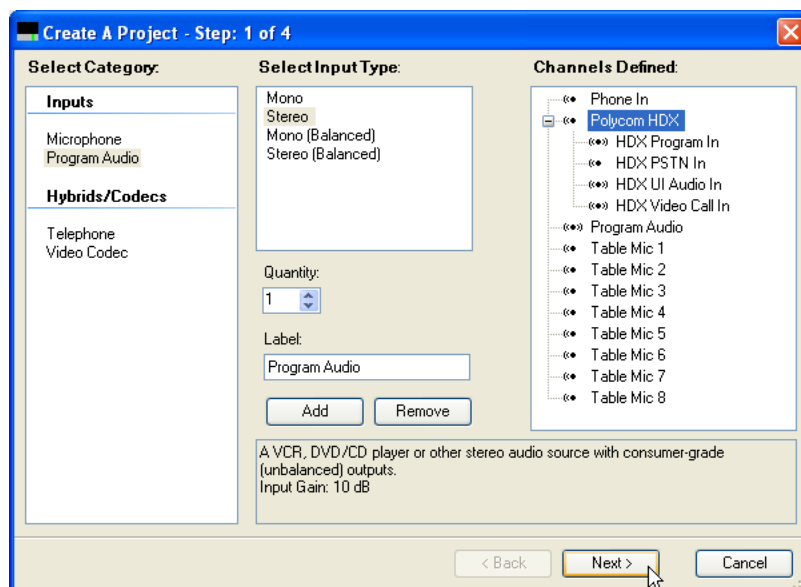 Create A Project - Step: 1 of 4
Select Category:
Inputs
Microphone
Program Audio
Hybrids/Codecs
Telephone
Video Codec
Select Input Type:
Mono
Stereo
Mono (Balanced)
Stereo (Balanced)
Quantity:
1
Label:
Program Audio
Add
Remove
Channels Defined:
Phone In
Polycom HDX
HDX Program In
HDX PSTN In
HDX UI Audio In
HDX Video Call In
Program Audio
Table Mic 1
Table Mic 2
Table Mic 3
Table Mic 4
Table Mic 5
Table Mic 6
Table Mic 7
Table Mic 8
A VCR, DVD/CD player or other stereo audio source with consumer-grade
(unbalanced) outputs.
Input Gain: 10 dB
< Back
Next >
Cancel